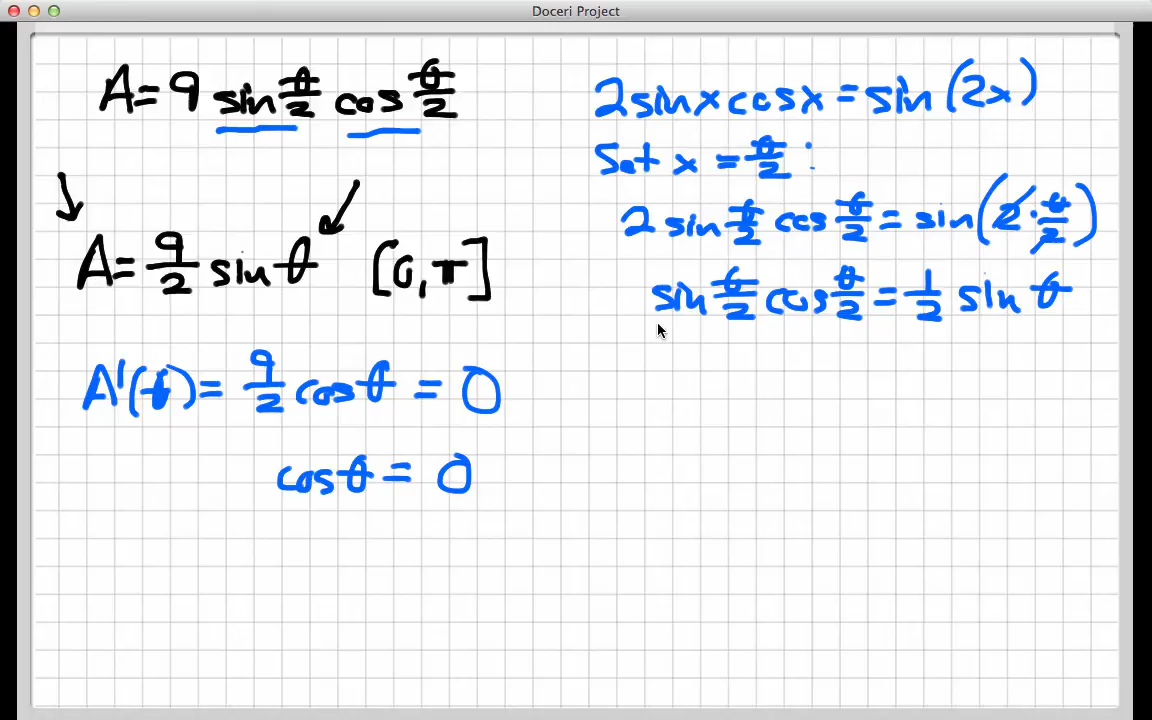 Doceri Project
A = 9 sin θ/2 cos θ/2
A = 9/2 sin θ [0, π]
A'(θ) = 9/2 cos θ = 0
cos θ = 0
2 sin x cos x = sin (2x)
Set x = θ/2 :
2 sin θ/2 cos θ/2 = sin (2 · θ/2)
sin θ/2 cos θ/2 = 1/2 sin θ